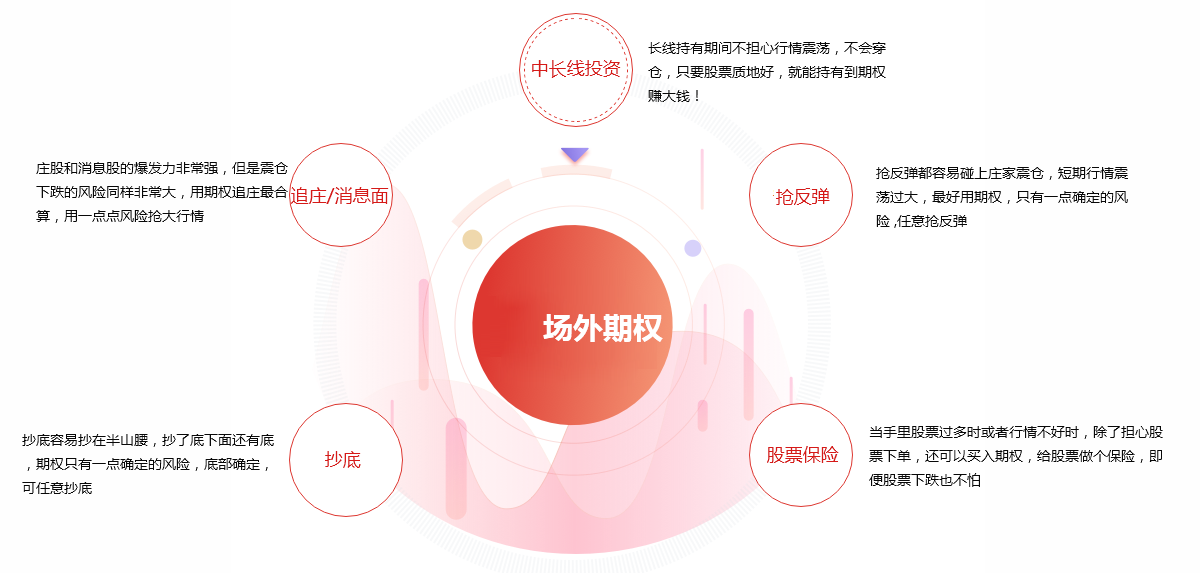 中长线投资
长线持有期间不担心行情震荡，不会穿
仓，只要股票质地好，就能持有到期权
赚大钱！
庄股和消息股的爆发力非常强，但是震仓
下跌的风险同样非常大，用期权追庄最合
算，用一点点风险抢大行情
追庄/消息面
抢反弹
抢反弹都容易碰上庄家震仓，短期行情震
荡过大，最好用期权，只有一点确定的风
险 ,任意抢反弹
场外期权
抄底容易抄在半山腰，抄了底下面还有底
，期权只有一点确定的风险，底部确定，
可任意抄底
抄底
股票保险
当手里股票过多时或者行情不好时，除了担心股
票下单，还可以买入期权，给股票做个保险，即
便股票下跌也不怕